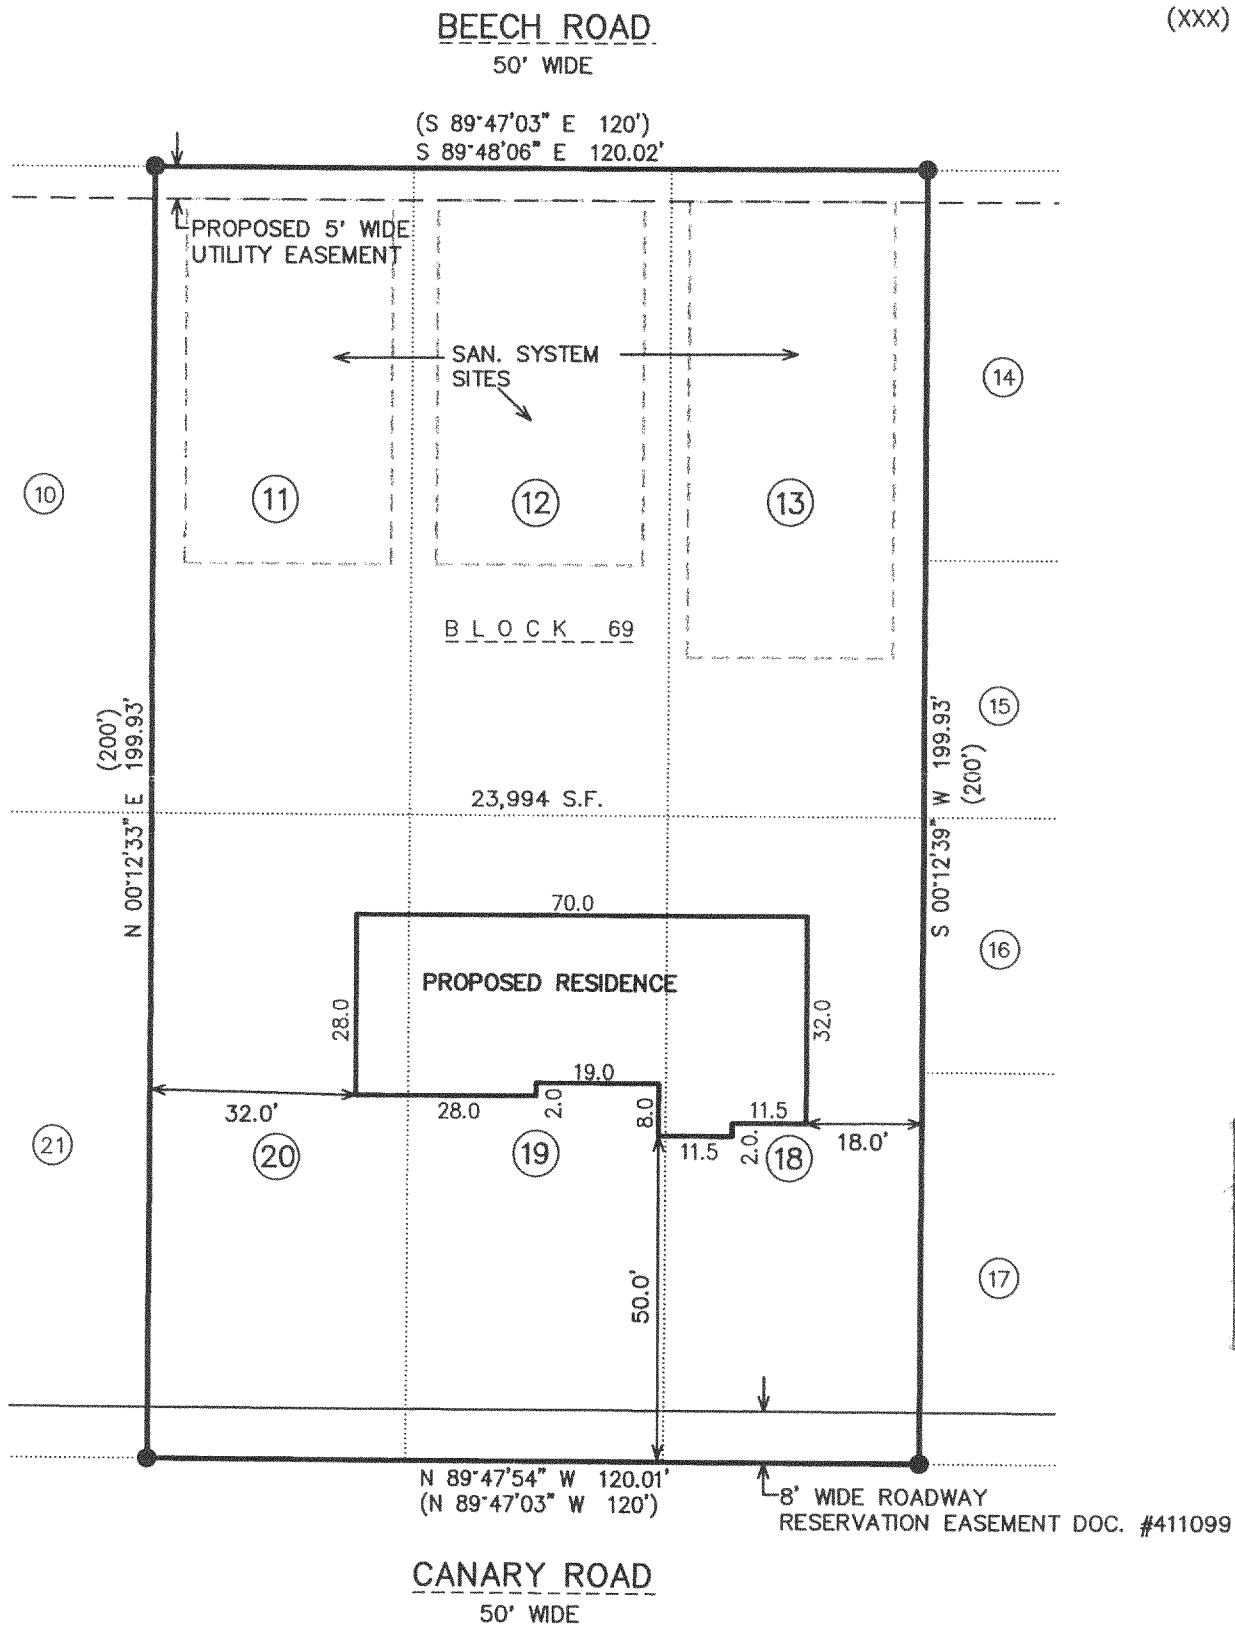 (XXX)
BEECH ROAD
50' WIDE
(S 89°47'03" E 120')
S 89°48'06" E 120.02'
PROPOSED 5' WIDE
UTILITY EASEMENT
SAN. SYSTEM
SITES
14
10
11
12
13
BLOCK 69
(200')
N 00°12'33" E 199.93'
S 00°12'39" W 199.93'
(200')
15
23,994 S.F.
70.0
PROPOSED RESIDENCE
16
28.0
32.0
19.0
32.0'
28.0
2.0
8.0
11.5
11.5
2.0.
18.0'
21
20
19
18
50.0'
17
N 89°47'54" W 120.01'
(N 89°47'03" W 120')
8' WIDE ROADWAY
RESERVATION EASEMENT DOC. #411099
CANARY ROAD
50' WIDE